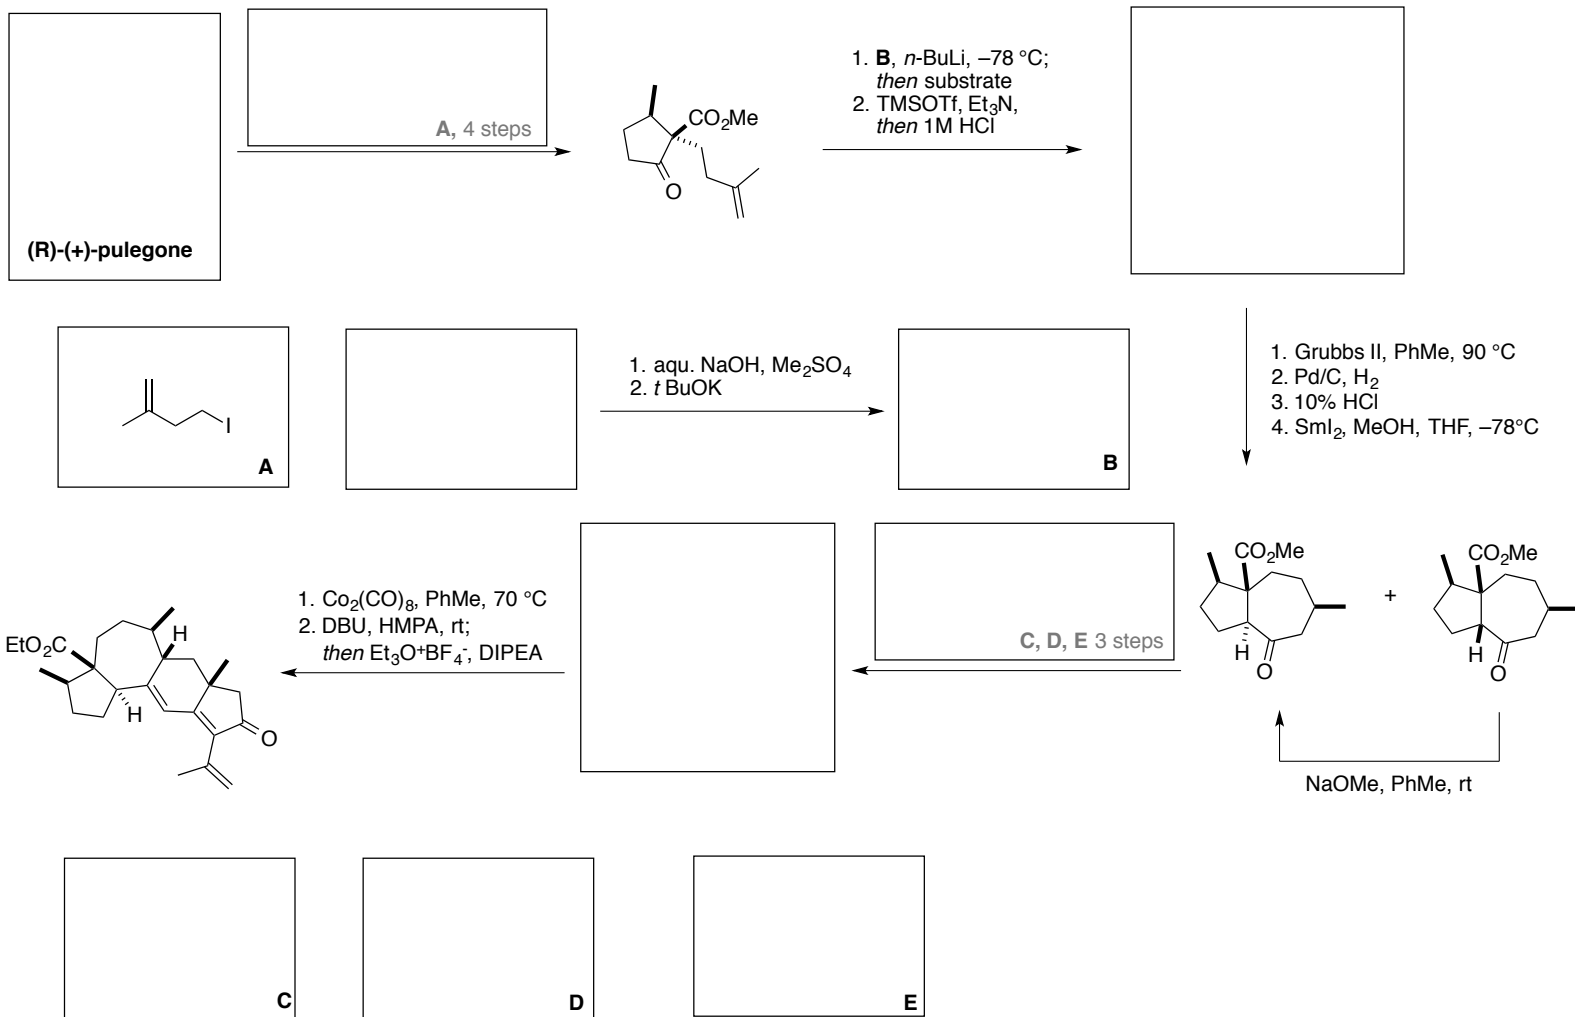 (R)-(+)-pulegone
A, 4 steps
CO2Me
O
1. B, n-BuLi, –78 °C;
then substrate
2. TMSOTf, Et3N,
then 1M HCl
I
A
1. aqu. NaOH, Me2SO4
2. t BuOK
B
1. Grubbs II, PhMe, 90 °C
2. Pd/C, H2
3. 10% HCl
4. SmI2, MeOH, THF, –78°C
EtO2C
H
H
O
1. Co2(CO)8, PhMe, 70 °C
2. DBU, HMPA, rt;
then Et3O+BF4-, DIPEA
C, D, E 3 steps
CO2Me
H
O
+
CO2Me
H
O
NaOMe, PhMe, rt
C
D
E